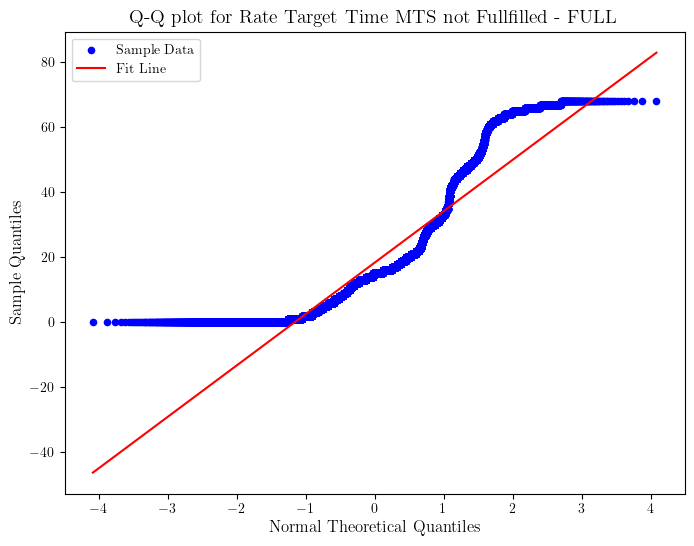 Q-Q plot for Rate Target Time MTS not Fullfilled - FULL
Sample Data
Fit Line
Sample Quantiles
80
60
40
20
0
−20
−40
−4 −3 −2 −1 0 1 2 3 4
Normal Theoretical Quantiles